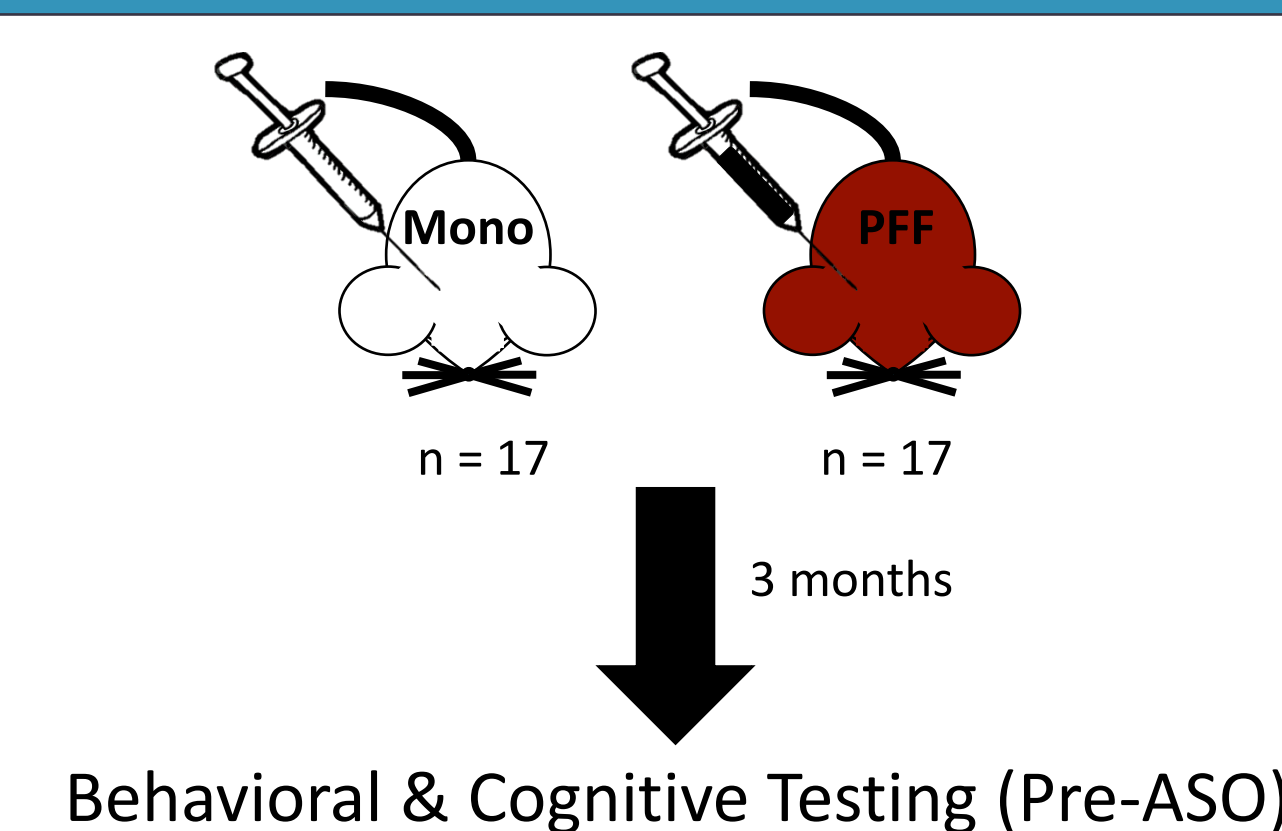 Mono PFF
n = 17 n = 17
3 months
Behavioral & Cognitive Testing (Pre-ASO)